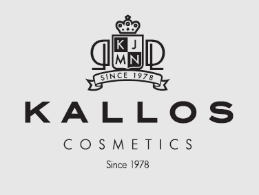 K J
M N
SINCE 1978
KALLOS
COSMETICS
Since 1978